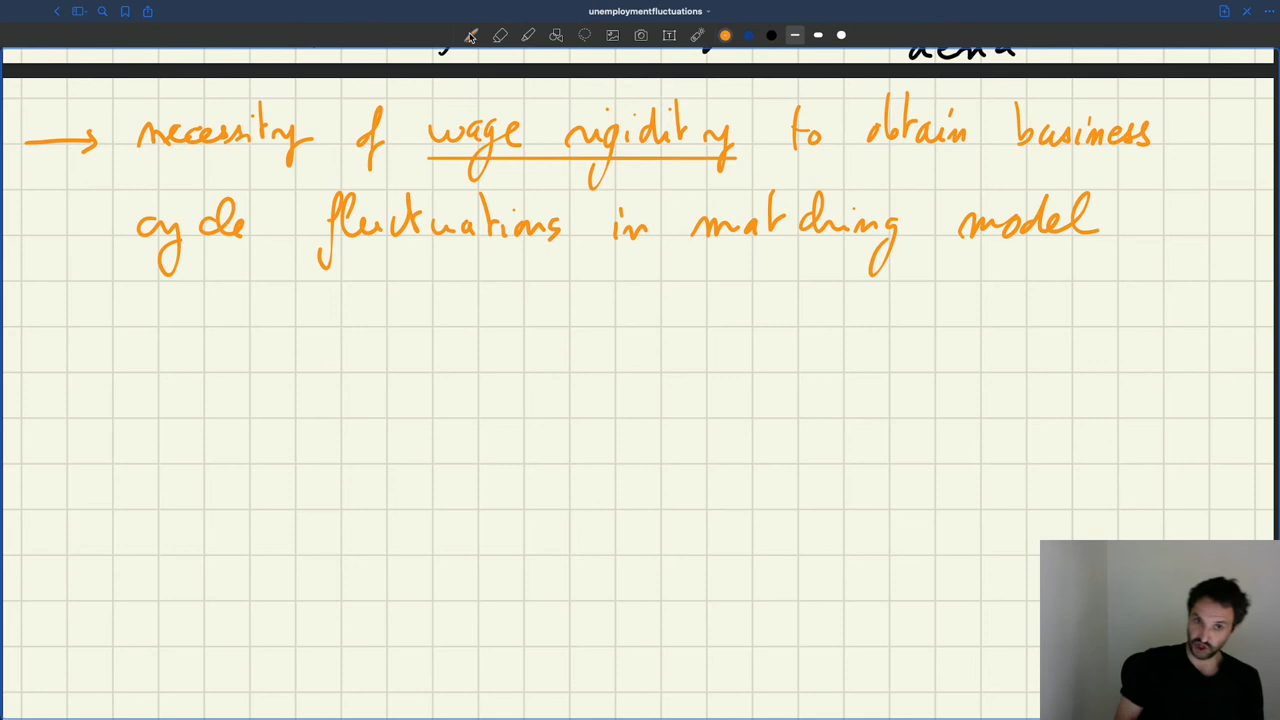 unemploymentfluctuations
→ necessity of wage rigidity to obtain business
cycle fluctuations in matching model